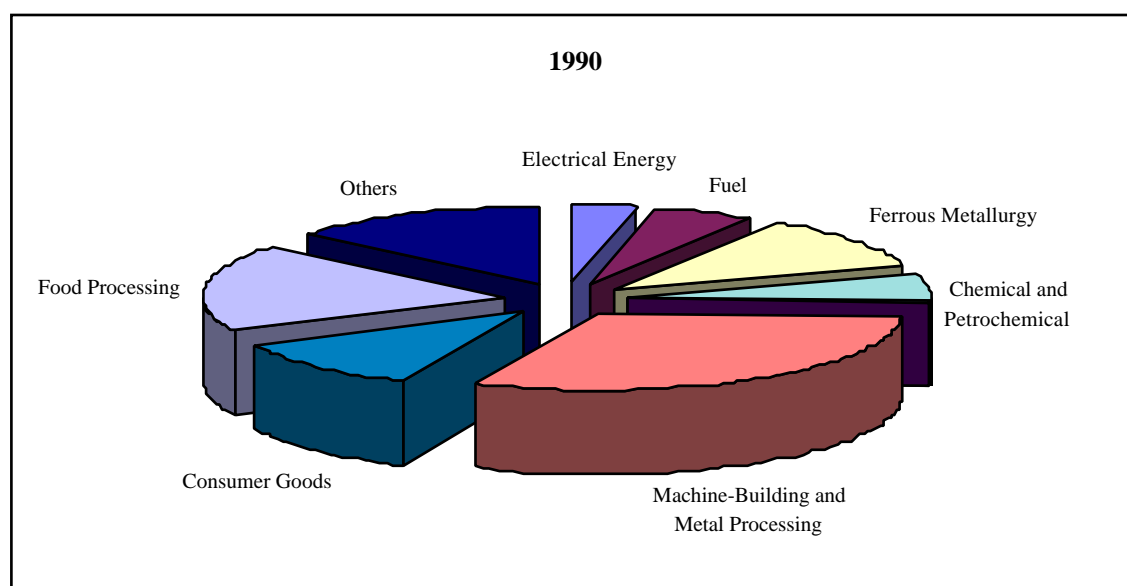 1990
Electrical Energy
Fuel
Others
Ferrous Metallurgy
Food Processing
Chemical and
Petrochemical
Consumer Goods
Machine-Building and
Metal Processing